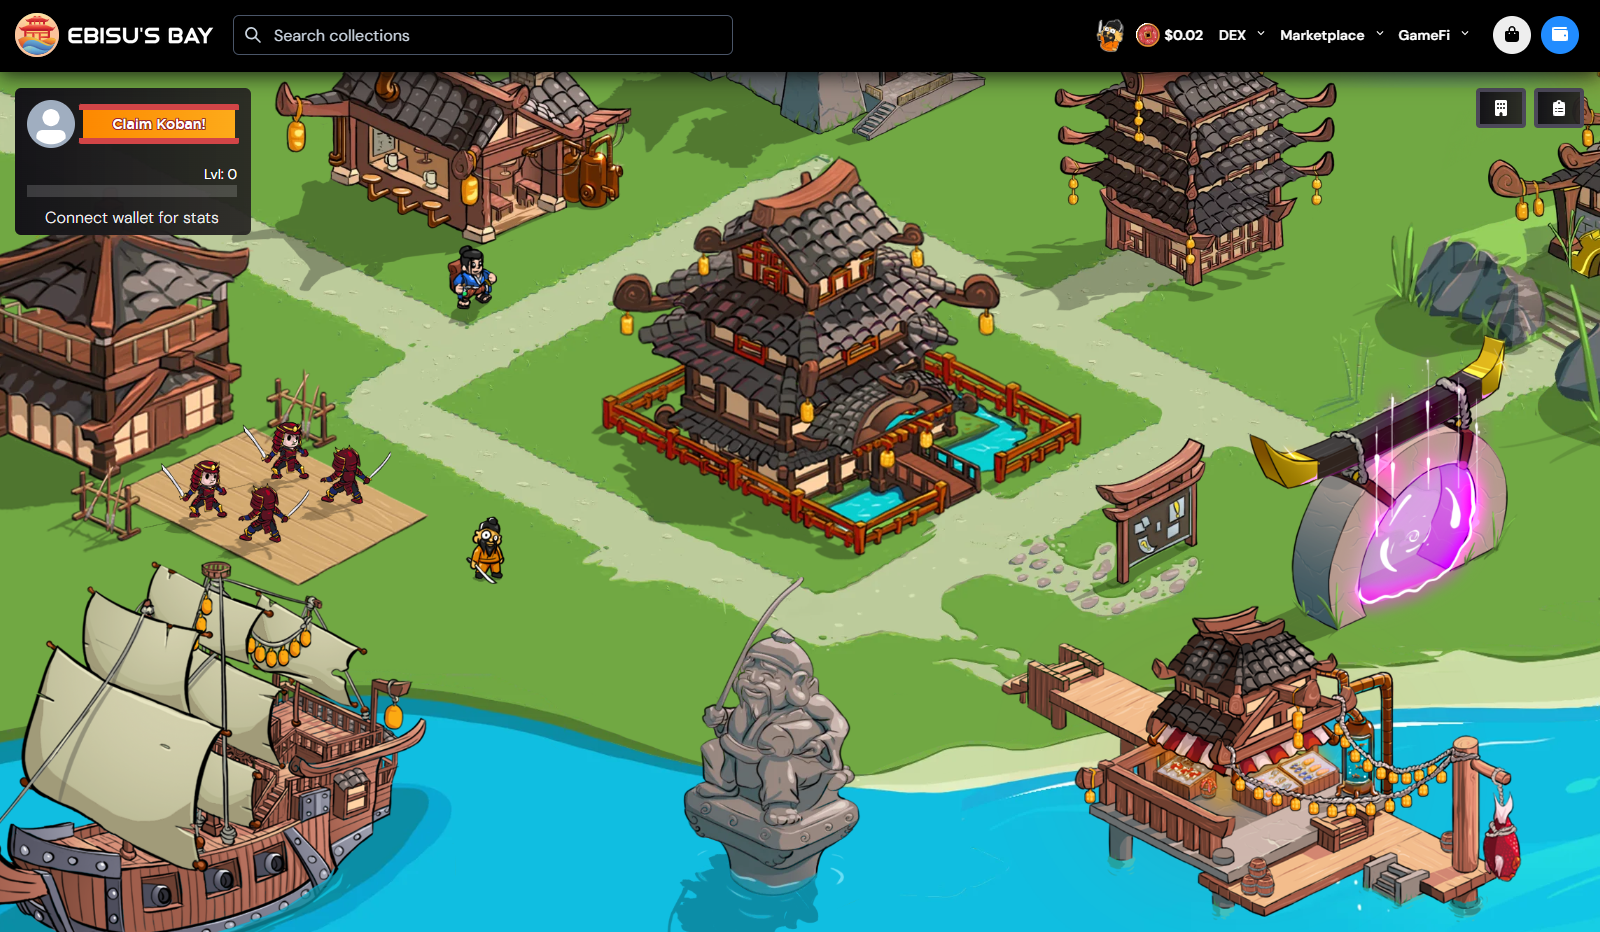 EBISU'S BAY
Search collections
$0.02
DEX
Marketplace
GameFi
Claim Koban!
Lvl: 0
Connect wallet for stats